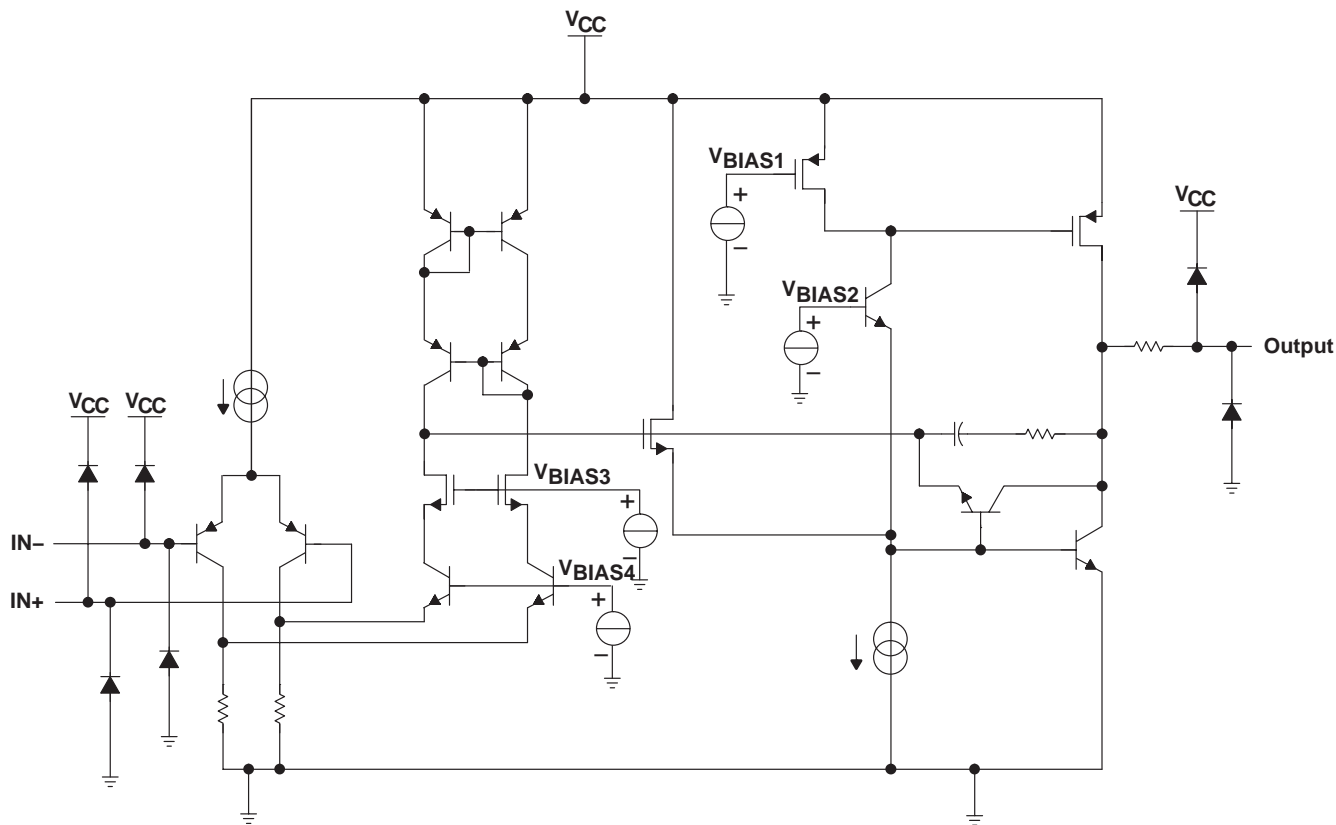 VCC
VBIAS1
+
−
VCC
VBIAS2
+
−
Output
VCC
VCC
VBIAS3
+
−
IN−
VBIAS4
+
−
IN+